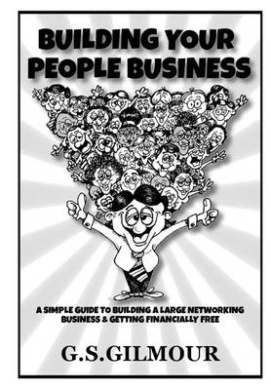 BUILDING YOUR
PEOPLE BUSINESS
A SIMPLE GUIDE TO BUILDING A LARGE NETWORKING
BUSINESS & GETTING FINANCIALLY FREE
G.S.GILMOUR